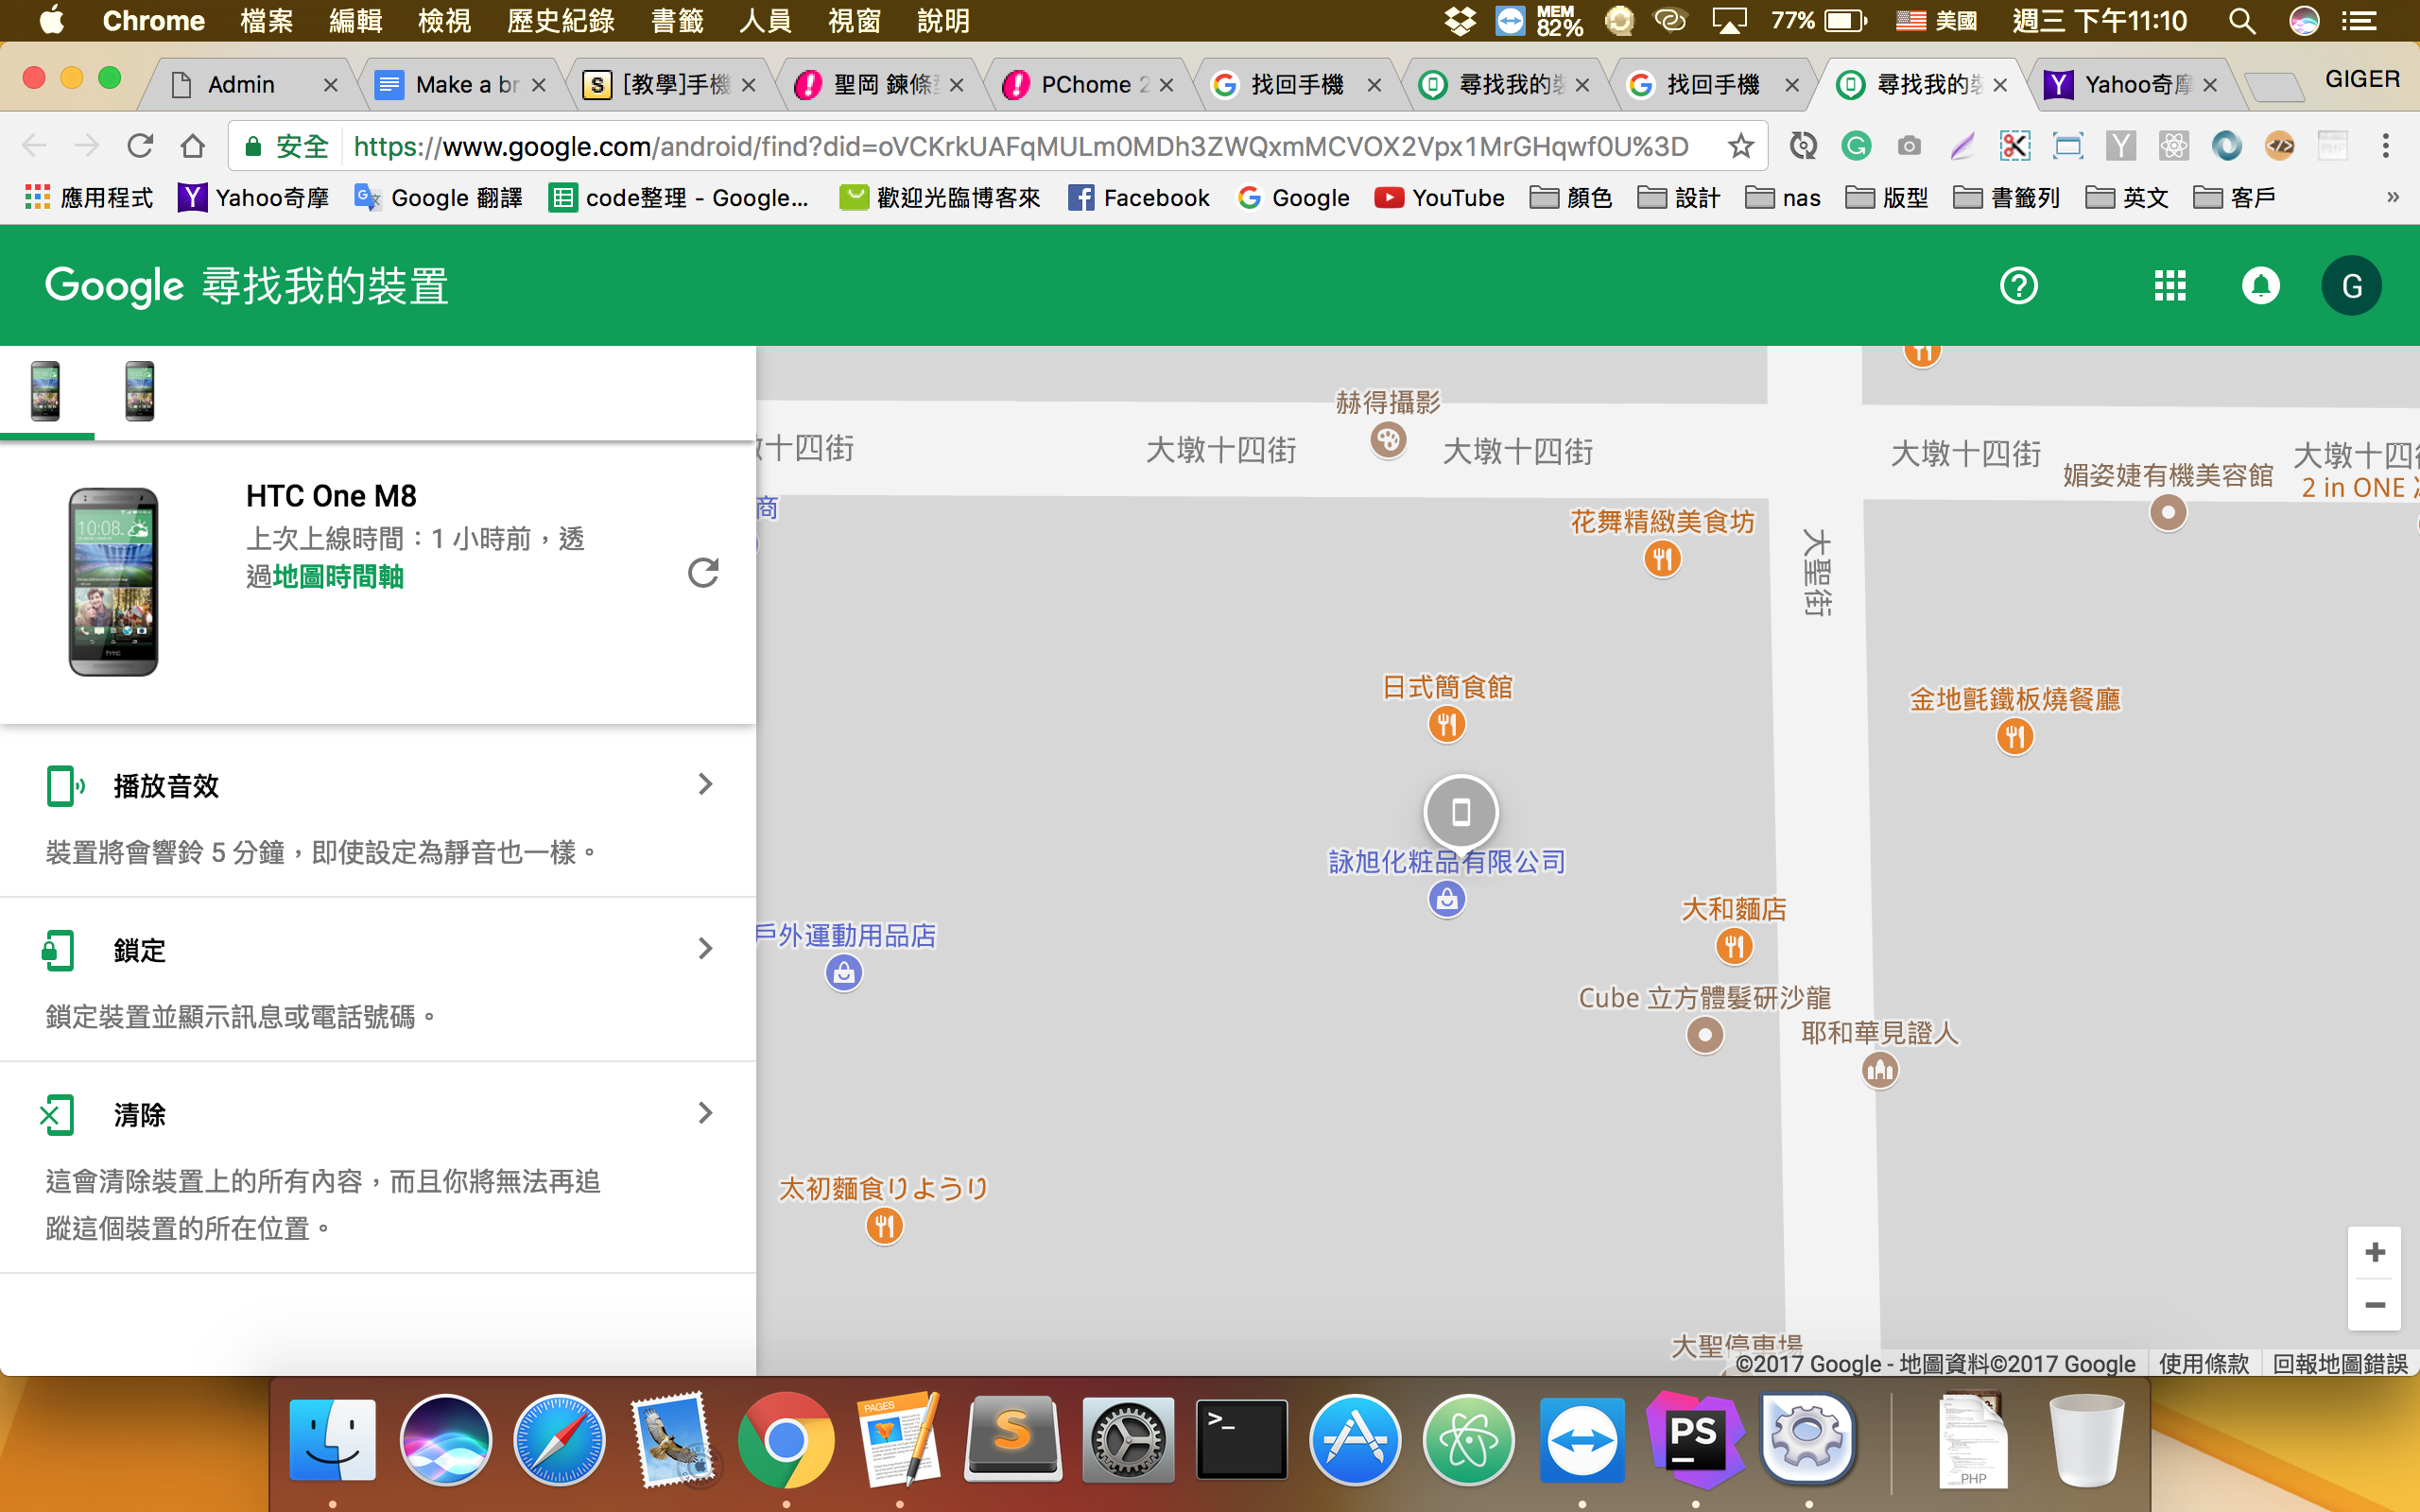 Chrome 檔案 編輯 檢視 歷史紀錄 書籤 人員 視窗 說明 MEM 82% 77% 美國 週三 下午11:10
Admin Make a br [教學]手機 聖岡 鍊條 PChome 2 找回手機 尋找我的裝 找回手機 尋找我的裝 Yahoo奇摩 GIGER
安全 https://www.google.com/android/find?did=oVCKrkUAFqMULm0MDh3ZWQxmMCVOX2Vpx1MrGHqwf0U%3D
應用程式 Yahoo奇摩 Google 翻譯 code整理 - Google... 歡迎光臨博客來 Facebook Google YouTube 顏色 設計 nas 版型 書籤列 英文 客戶 »
Google 尋找我的裝置 G
HTC One M8
上次上線時間：1 小時前，透
過地圖時間軸
播放音效
裝置將會響鈴 5 分鐘，即使設定為靜音也一樣。
鎖定
鎖定裝置並顯示訊息或電話號碼。
清除
這會清除裝置上的所有內容，而且你將無法再追
蹤這個裝置的所在位置。
赫得攝影
十四街 大墩十四街 大墩十四街 大墩十四街 大墩十四
媚姿婕有機美容館
2 in ONE
商
花舞精緻美食坊
大聖街
日式簡食館
金地氈鐵板燒餐廳
詠旭化粧品有限公司
大和麵店
戶外運動用品店
Cube 立方體髮研沙龍
耶和華見證人
太初麵食りようり
大聖停車場
©2017 Google - 地圖資料©2017 Google 使用條款 回報地圖錯誤
PAGES
S
>_
PS
PHP